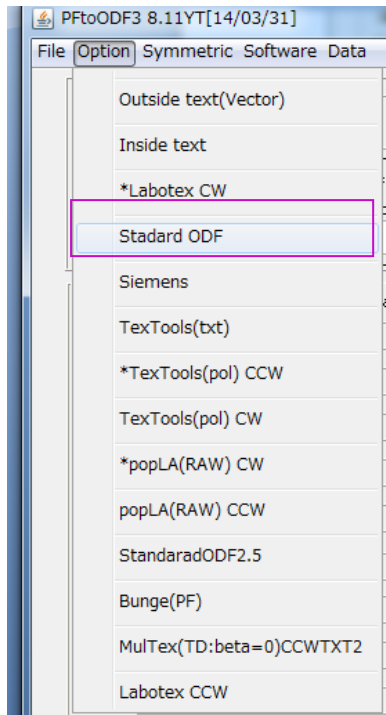 PFtoODF3 8.11YT[14/03/31]
File Option Symmetric Software Data
Outside text(Vector)
Inside text
*Labotex CW
Stadard ODF
Siemens
TexTools(txt)
*TexTools(pol) CCW
TexTools(pol) CW
*popLA(RAW) CW
popLA(RAW) CCW
StandaradODF2.5
Bunge(PF)
MulTex(TD:beta=0)CCWTXT2
Labotex CCW